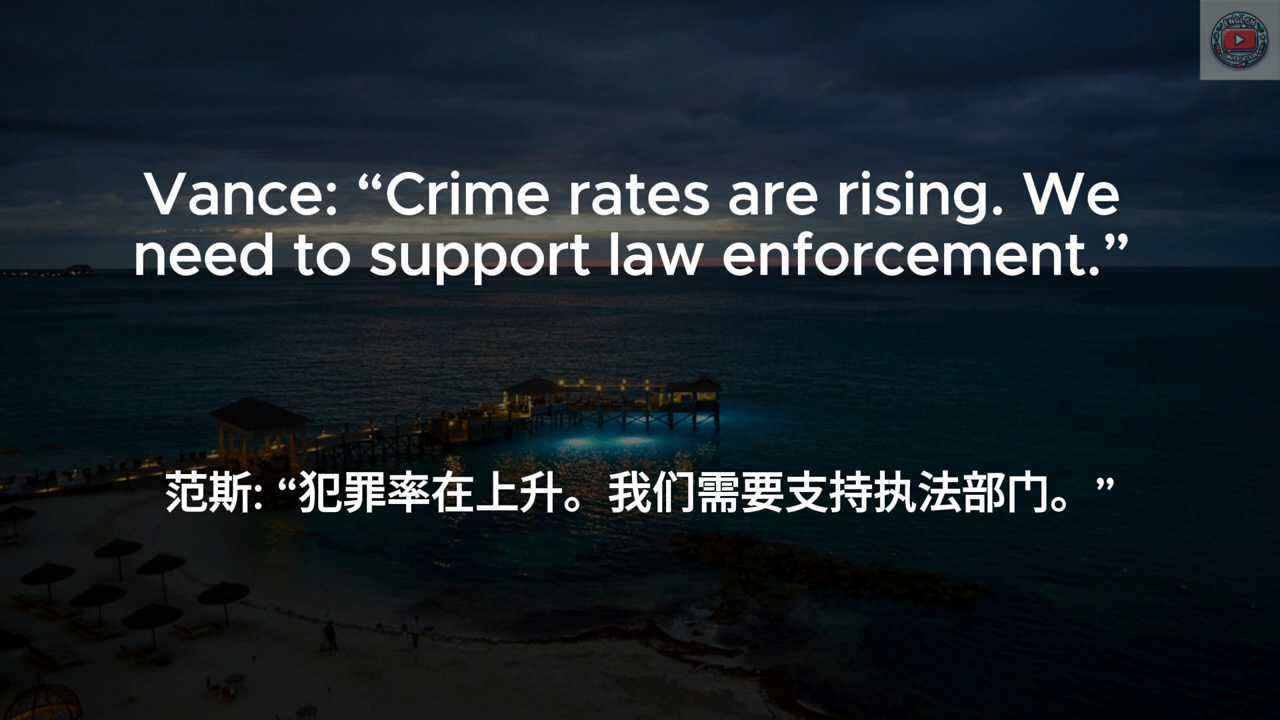 Vance: “Crime rates are rising. We
need to support law enforcement.”
范斯: “犯罪率在上升。我们需要支持执法部门。”